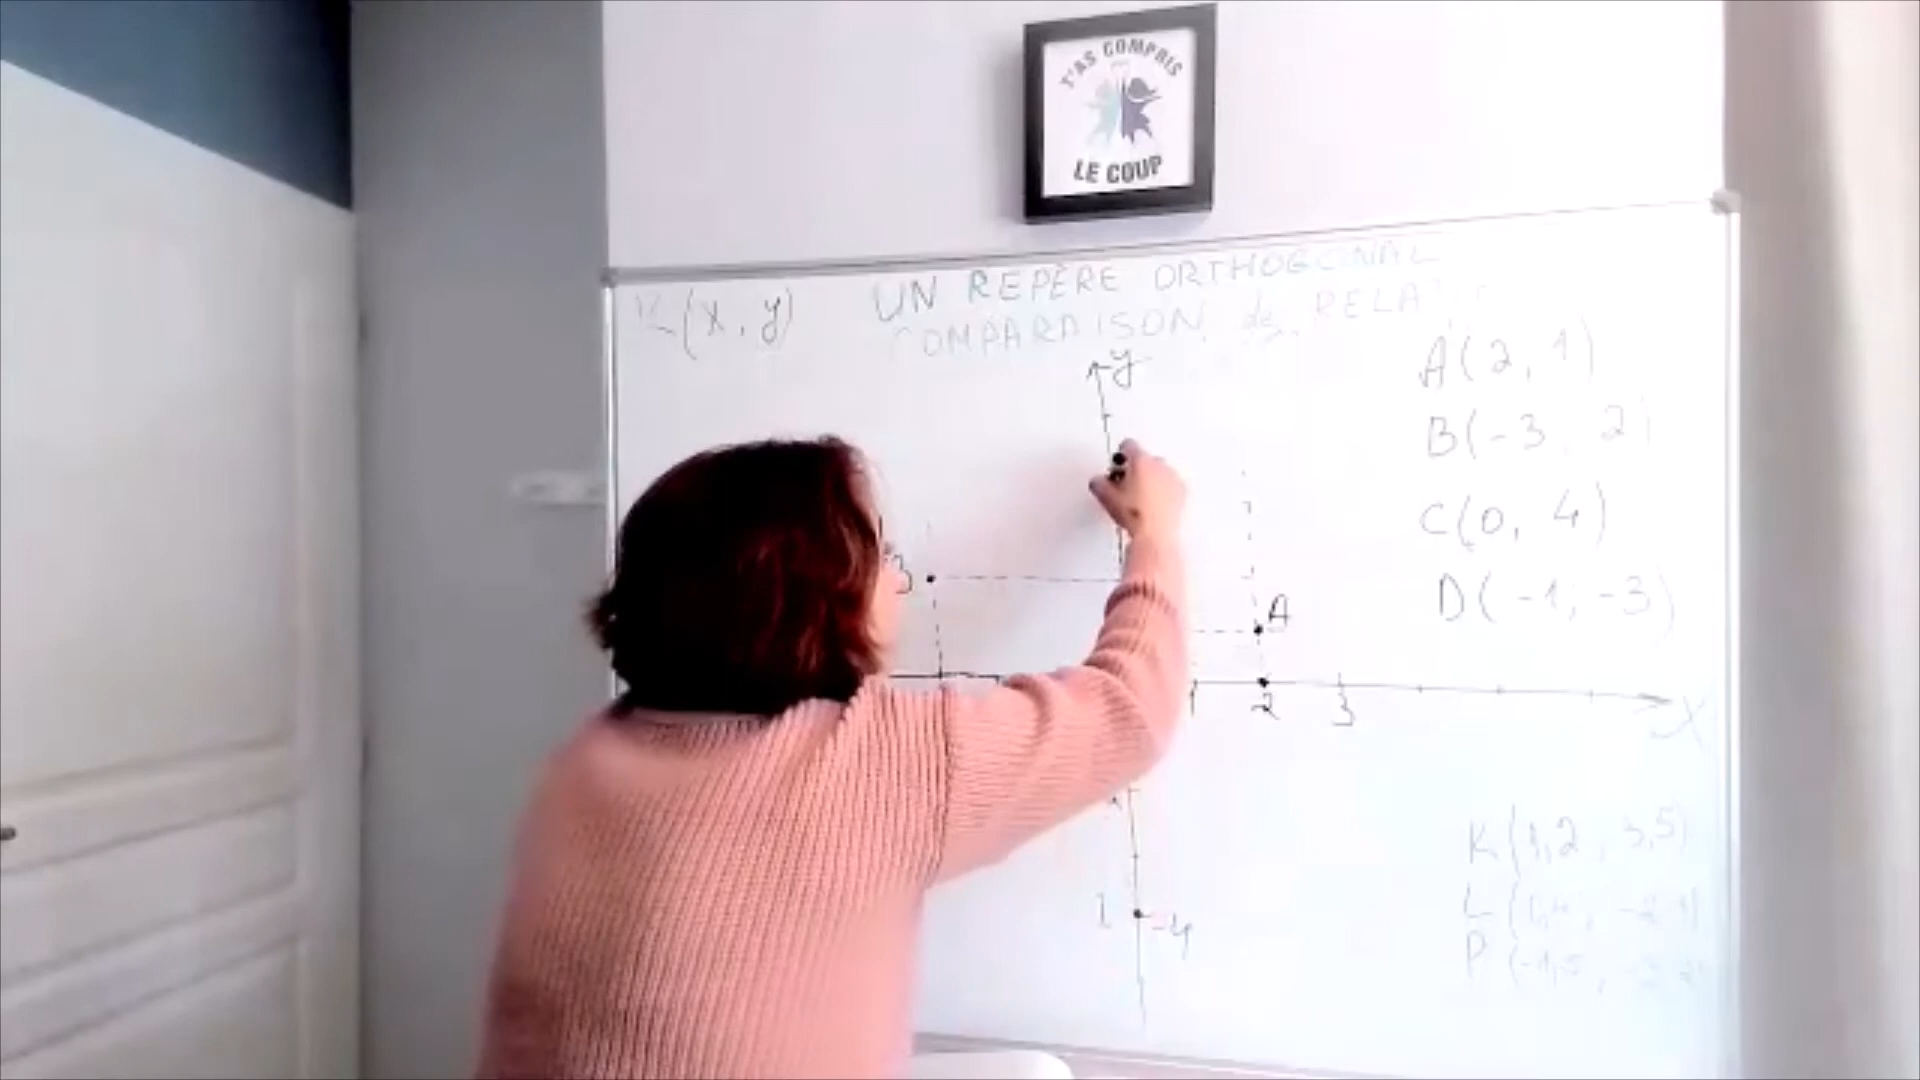 T'AS COMPRIS
LE COUP
UN REPÈRE ORTHOGONAL
COMPARAISON de
(x, y)
y
A(2, 1)
B(-3, 2)
C(0, 4)
D(-1, -3)
A
1 2 3
x
K(1,2, 3,5)
-4